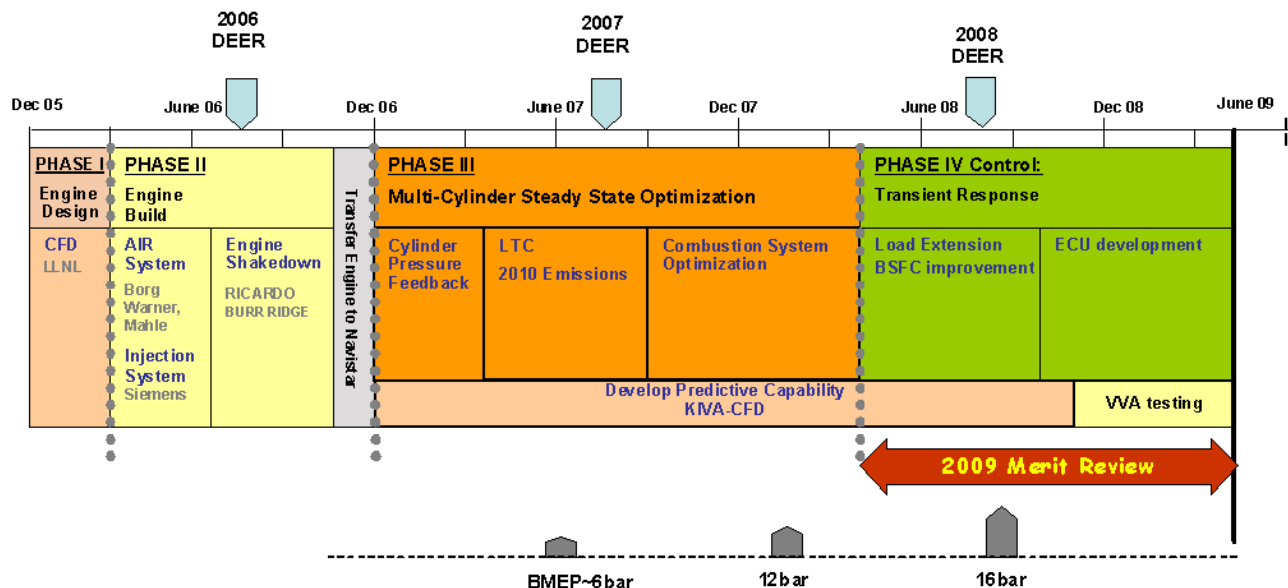 2006
DEER
2007
DEER
2008
DEER
Dec 05
June 06
Dec 06
June 07
Dec 07
June 08
Dec 08
June 09
PHASE I
Engine
Design
CFD
LLNL
PHASE II
Engine
Build
AIR
System
Borg
Warner,
Mahle
Injection
System
Siemens
Engine
Shakedown
RICARDO
BURR RIDGE
Transfer Engine to Navistar
PHASE III
Multi-Cylinder Steady State Optimization
Cylinder
Pressure
Feedback
LTC
2010 Emissions
Combustion System
Optimization
PHASE IV Control:
Transient Response
Load Extension
BSFC improvement
ECU development
Develop Predictive Capability
KIVA-CFD
VVA testing
2009 Merit Review
BMEP~6bar
12bar
16bar